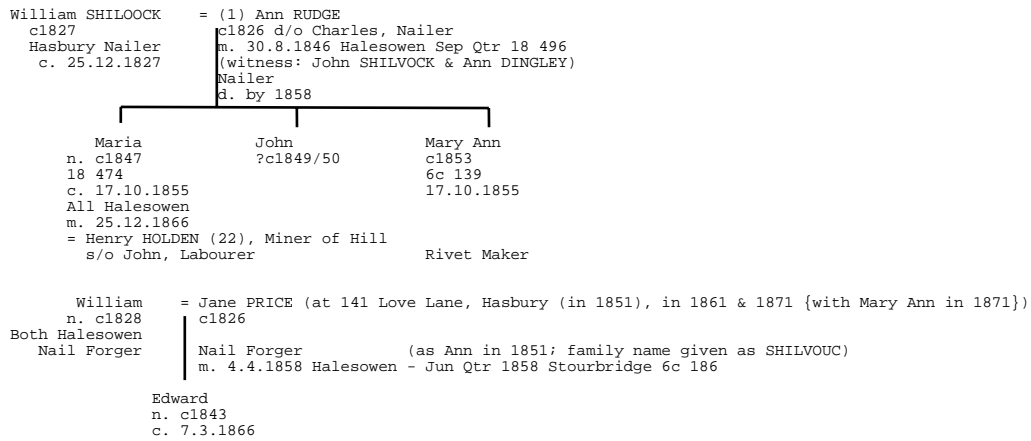 William SHILOOCK = (1) Ann RUDGE
c1827 c1826 d/o Charles, Nailer
Hasbury Nailer m. 30.8.1846 Halesowen Sep Qtr 18 496
c. 25.12.1827 (witness: John SHILVOCK & Ann DINGLEY)
Nailer
d. by 1858
Maria John Mary Ann
n. c1847 ?c1849/50 c1853
18 474 6c 139
c. 17.10.1855 17.10.1855
All Halesowen
m. 25.12.1866
= Henry HOLDEN (22), Miner of Hill
s/o John, Labourer Rivet Maker
William = Jane PRICE (at 141 Love Lane, Hasbury (in 1851), in 1861 & 1871 {with Mary Ann in 1871})
n. c1828 c1826
Both Halesowen
Nail Forger Nail Forger (as Ann in 1851; family name given as SHILVOUC)
m. 4.4.1858 Halesowen - Jun Qtr 1858 Stourbridge 6c 186
Edward
n. c1843
c. 7.3.1866